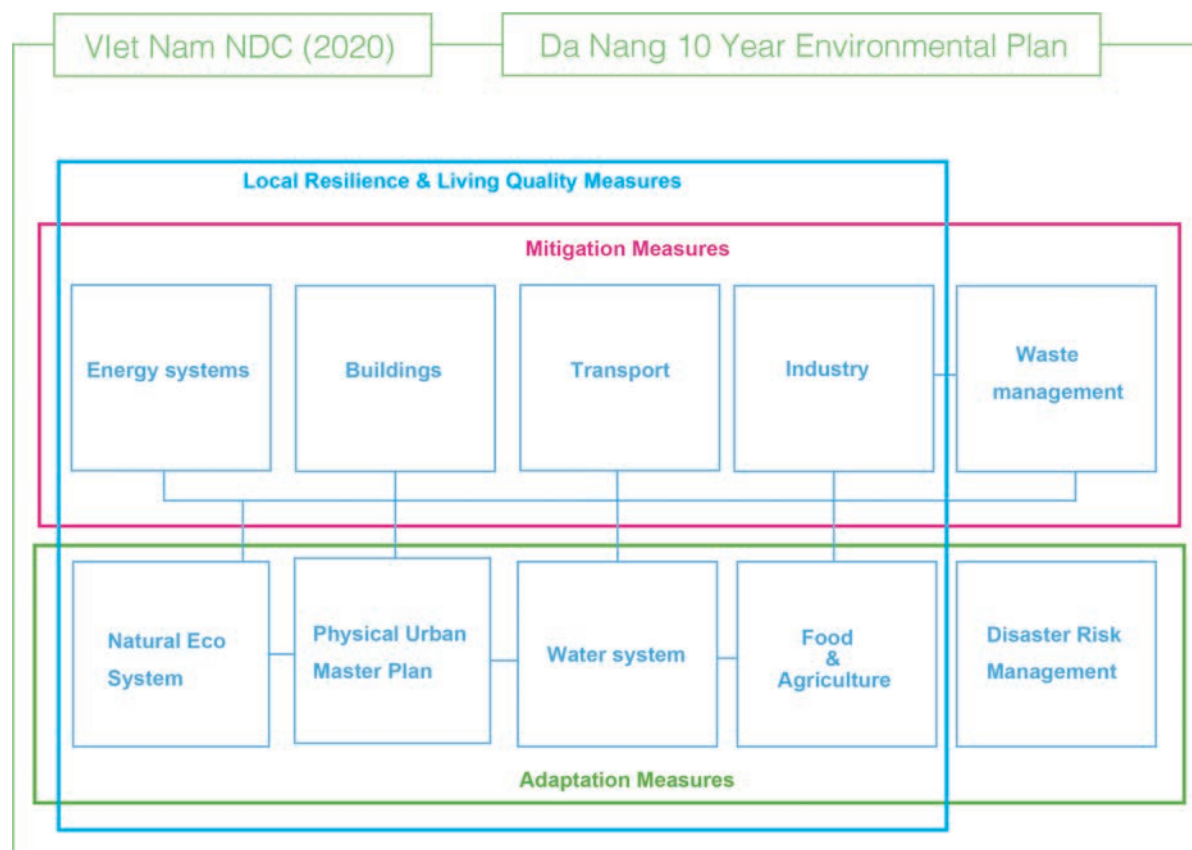 VIet Nam NDC (2020)
Da Nang 10 Year Environmental Plan
Local Resilience & Living Quality Measures
Mitigation Measures
Energy systems
Buildings
Transport
Industry
Waste
management
Natural Eco
System
Physical Urban
Master Plan
Water system
Food
&
Agriculture
Disaster Risk
Management
Adaptation Measures